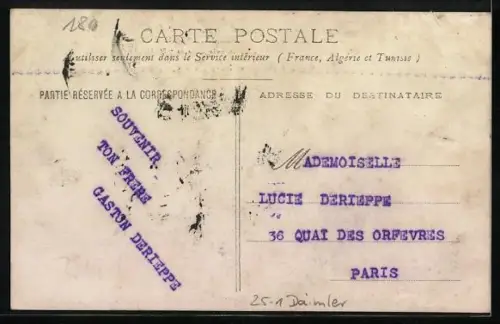 180
CARTE POSTALE
utiliser seulement dans le Service intérieur (France, Algérie et Tunisie)
PARTIE RÉSERVÉE A LA CORRESPONDANCE
ADRESSE DU DESTINATAIRE
SOUVENIR
TON FRERE
GASTON DERIEPPE
MADEMOISELLE
LUCIE DERIEPPE
36 QUAI DES ORFEVRES
PARIS
25-1 Daimler